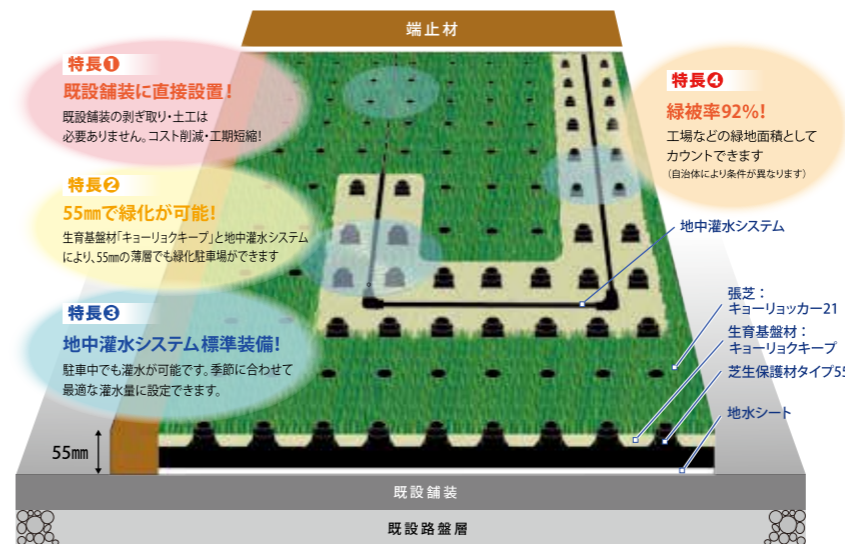 端止材
特長❶
既設舗装に直接設置！
既設舗装の剥ぎ取り・土工は
必要ありません。コスト削減・工期短縮！
特長❷
55㎜で緑化が可能！
生育基盤材「キョーリョクキープ」と地中灌水システム
により、55㎜の薄層でも緑化駐車場ができます
特長❸
地中灌水システム標準装備！
駐車中でも灌水が可能です。季節に合わせて
最適な灌水量に設定できます。
特長❹
緑被率92%！
工場などの緑地面積として
カウントできます
（自治体により条件が異なります）
地中灌水システム
張芝：
キョーリョッカー21
生育基盤材：
キョーリョクキープ
芝生保護材タイプ55
地水シート
55㎜
既設舗装
既設路盤層